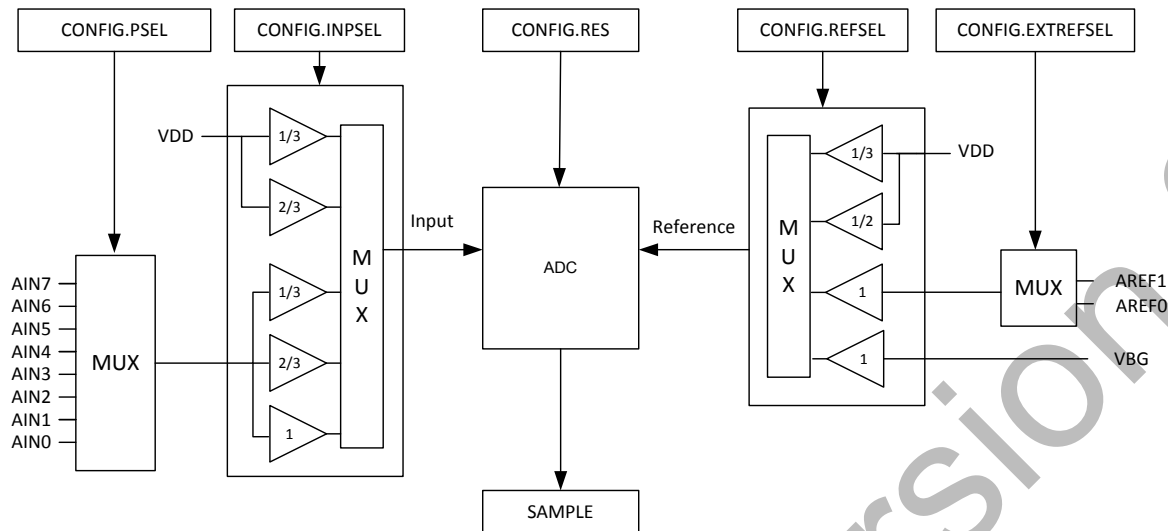 CONFIG.PSEL
CONFIG.INPSEL
CONFIG.RES
CONFIG.REFSEL
CONFIG.EXTREFSEL
VDD
1/3
2/3
1/3
2/3
1
M
U
X
Input
ADC
Reference
M
U
X
1/3
1/2
1
1
VDD
MUX
AREF1
AREF0
VBG
AIN7
AIN6
AIN5
AIN4
AIN3
AIN2
AIN1
AIN0
MUX
SAMPLE